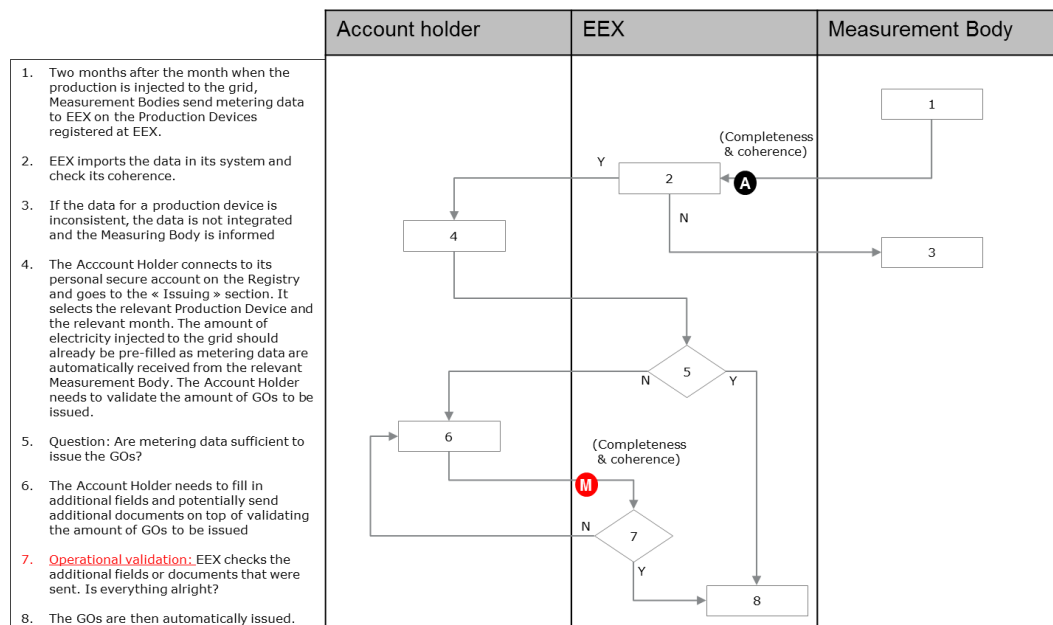 Account holder
EEX
Measurement Body
1. Two months after the month when the
production is injected to the grid,
Measurement Bodies send metering data
to EEX on the Production Devices
registered at EEX.
2. EEX imports the data in its system and
check its coherence.
3. If the data for a production device is
inconsistent, the data is not integrated
and the Measuring Body is informed
4. The Acccount Holder connects to its
personal secure account on the Registry
and goes to the « Issuing » section. It
selects the relevant Production Device and
the relevant month. The amount of
electricity injected to the grid should
already be pre-filled as metering data are
automatically received from the relevant
Measurement Body. The Account Holder
needs to validate the amount of GOs to be
issued.
5. Question: Are metering data sufficient to
issue the GOs?
6. The Account Holder needs to fill in
additional fields and potentially send
additional documents on top of validating
the amount of GOs to be issued
7. Operational validation: EEX checks the
additional fields or documents that were
sent. Is everything alright?
8. The GOs are then automatically issued.
1
(Completeness
& coherence)
Y
2
A
N
4
3
5
N
Y
6
(Completeness
& coherence)
M
N
7
Y
8